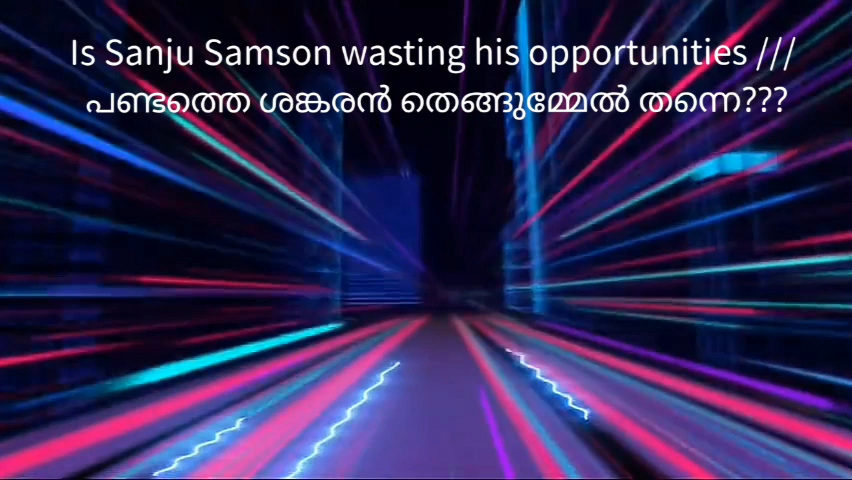 Is Sanju Samson wasting his opportunities ///
പണ്ടത്തെ ശങ്കരൻ തെങ്ങുമ്മേൽ തന്നെ???